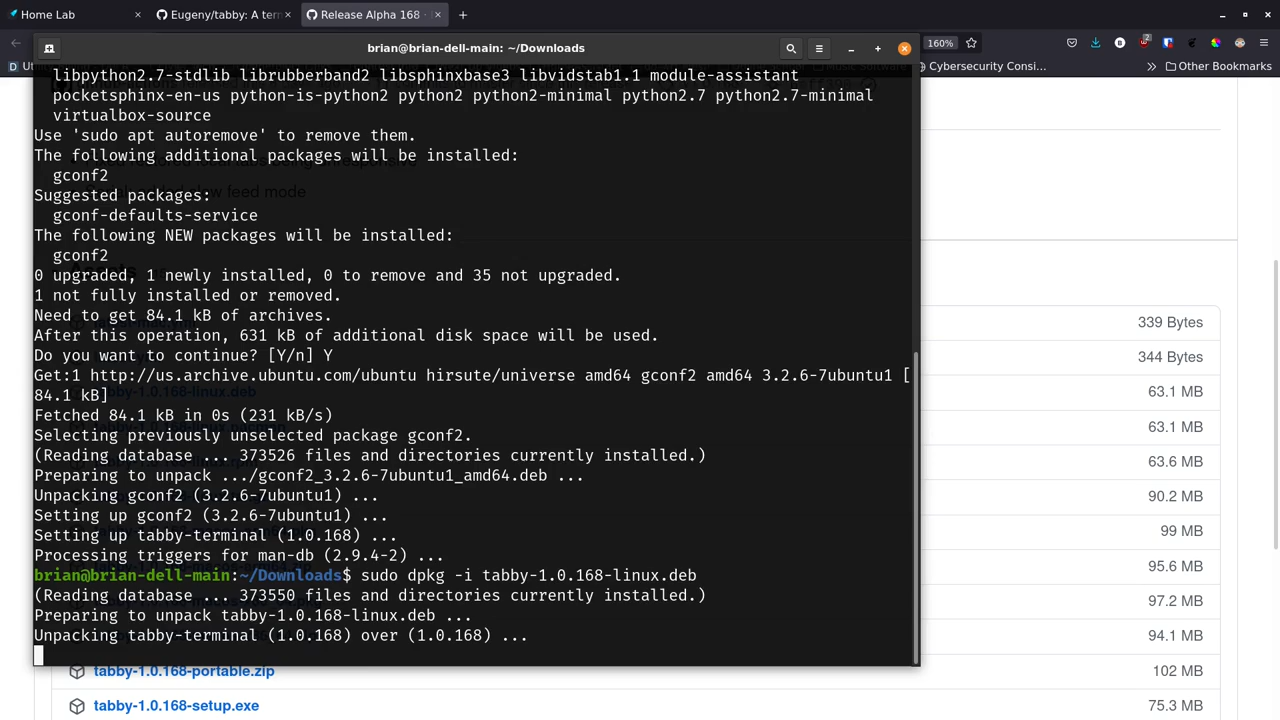 Home Lab
Eugeny/tabby: A term
Release Alpha 168 ·
brian@brian-dell-main: ~/Downloads
160%
Cybersecurity Consi...
Other Bookmarks
libpython2.7-stdlib librubberband2 libsphinxbase3 libvidstab1.1 module-assistant
pocketsphinx-en-us python-is-python2 python2 python2-minimal python2.7 python2.7-minimal
virtualbox-source
Use 'sudo apt autoremove' to remove them.
The following additional packages will be installed:
gconf2
Suggested packages:
gconf-defaults-service
The following NEW packages will be installed:
gconf2
0 upgraded, 1 newly installed, 0 to remove and 35 not upgraded.
1 not fully installed or removed.
Need to get 84.1 kB of archives.
After this operation, 631 kB of additional disk space will be used.
Do you want to continue? [Y/n] Y
Get:1 http://us.archive.ubuntu.com/ubuntu hirsute/universe amd64 gconf2 amd64 3.2.6-7ubuntu1 [
84.1 kB]
Fetched 84.1 kB in 0s (231 kB/s)
Selecting previously unselected package gconf2.
(Reading database ... 373526 files and directories currently installed.)
Preparing to unpack .../gconf2_3.2.6-7ubuntu1_amd64.deb ...
Unpacking gconf2 (3.2.6-7ubuntu1) ...
Setting up gconf2 (3.2.6-7ubuntu1) ...
Setting up tabby-terminal (1.0.168) ...
Processing triggers for man-db (2.9.4-2) ...
brian@brian-dell-main:~/Downloads$ sudo dpkg -i tabby-1.0.168-linux.deb
(Reading database ... 373550 files and directories currently installed.)
Preparing to unpack tabby-1.0.168-linux.deb ...
Unpacking tabby-terminal (1.0.168) over (1.0.168) ...
339 Bytes
344 Bytes
63.1 MB
63.1 MB
63.6 MB
90.2 MB
99 MB
95.6 MB
97.2 MB
94.1 MB
tabby-1.0.168-portable.zip
102 MB
tabby-1.0.168-setup.exe
75.3 MB